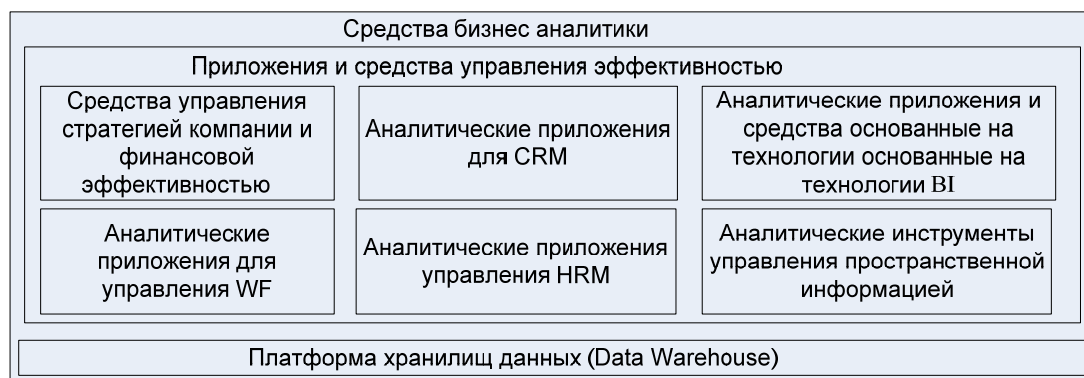 Средства бизнес аналитики
Приложения и средства управления эффективностью
Средства управления
стратегией компании и
финансовой
эффективностью
Аналитические приложения
для CRM
Аналитические приложения и
средства основанные на
технологии основанные на
технологии BI
Аналитические
приложения для
управления WF
Аналитические приложения
управления HRM
Аналитические инструменты
управления пространственной
информацией
Платформа хранилищ данных (Data Warehouse)